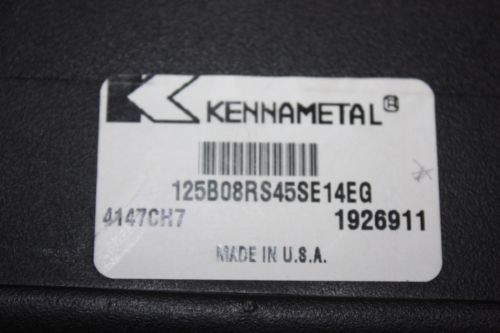 KENNAMETAL®
125B08RS45SE14EG
4147CH7 1926911
MADE IN U.S.A.